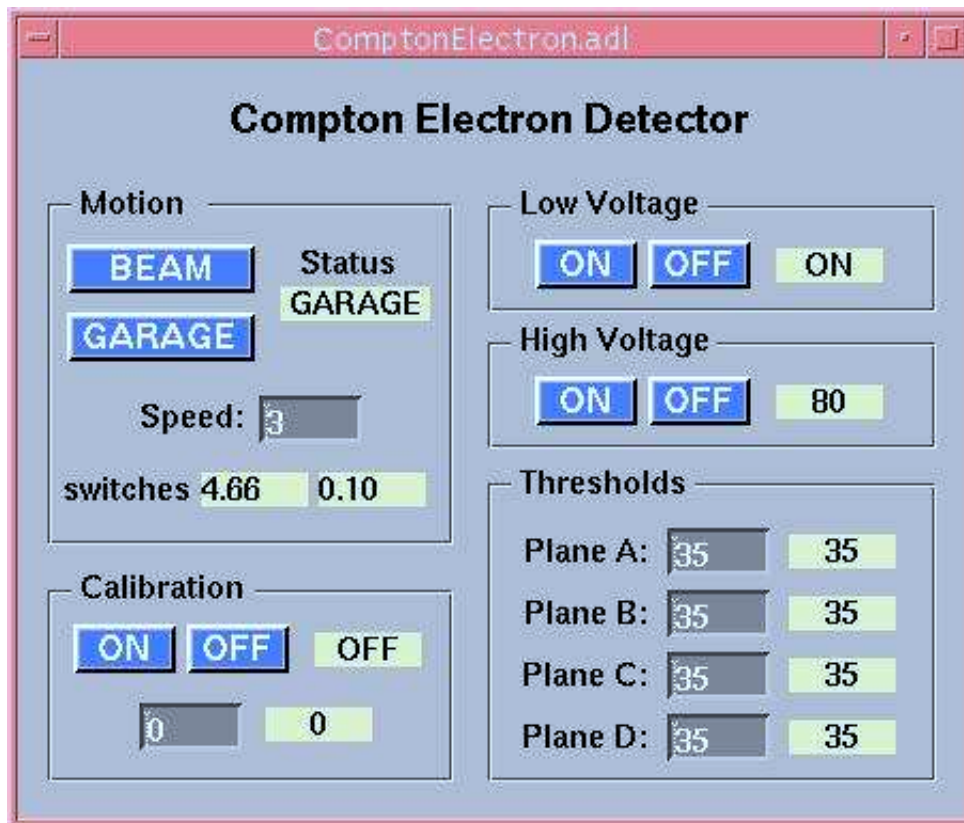 ComptonElectron.adl
Compton Electron Detector
Motion
BEAM
Status
GARAGE
GARAGE
Speed: 3
switches 4.66 0.10
Calibration
ON OFF OFF
0 0
Low Voltage
ON OFF ON
High Voltage
ON OFF 80
Thresholds
Plane A: 35 35
Plane B: 35 35
Plane C: 35 35
Plane D: 35 35